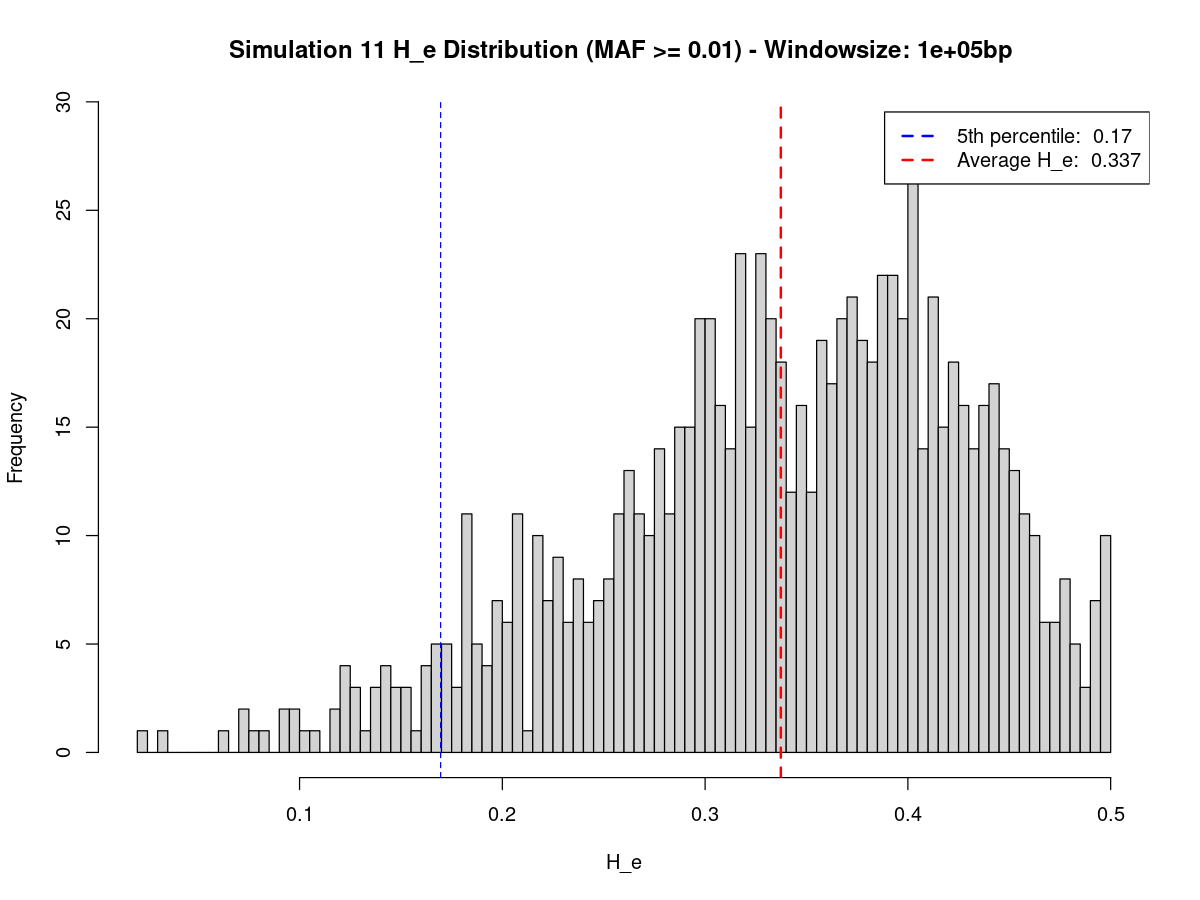 Simulation 11 H_e Distribution (MAF >= 0.01) - Windowsize: 1e+05bp
5th percentile:  0.17
Average H_e:  0.337
Frequency
30
25
20
15
10
5
0
0.1 0.2 0.3 0.4 0.5
H_e